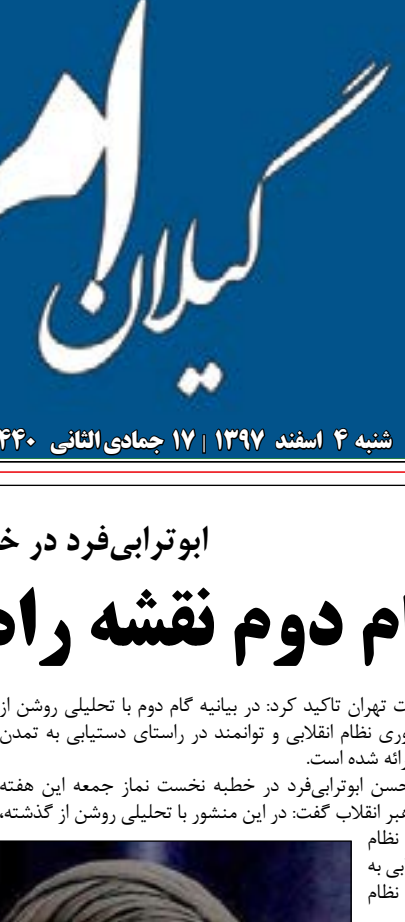 گیلان ام
شنبه ۴ اسفند ۱۳۹۷ | ۱۷ جمادی الثانی ۴۴۰
ابوترابی‌فرد در خ
ام دوم نقشه راه
ت تهران تاکید کرد: در بیانیه گام دوم با تحلیلی روشن از
وری نظام انقلابی و توانمند در راستای دستیابی به تمدن
رائه شده است.
حسن ابوترابی‌فرد در خطبه نخست نماز جمعه این هفته
هبر انقلاب گفت: در این منشور با تحلیلی روشن از گذشته،
نظام
بی به
نظام